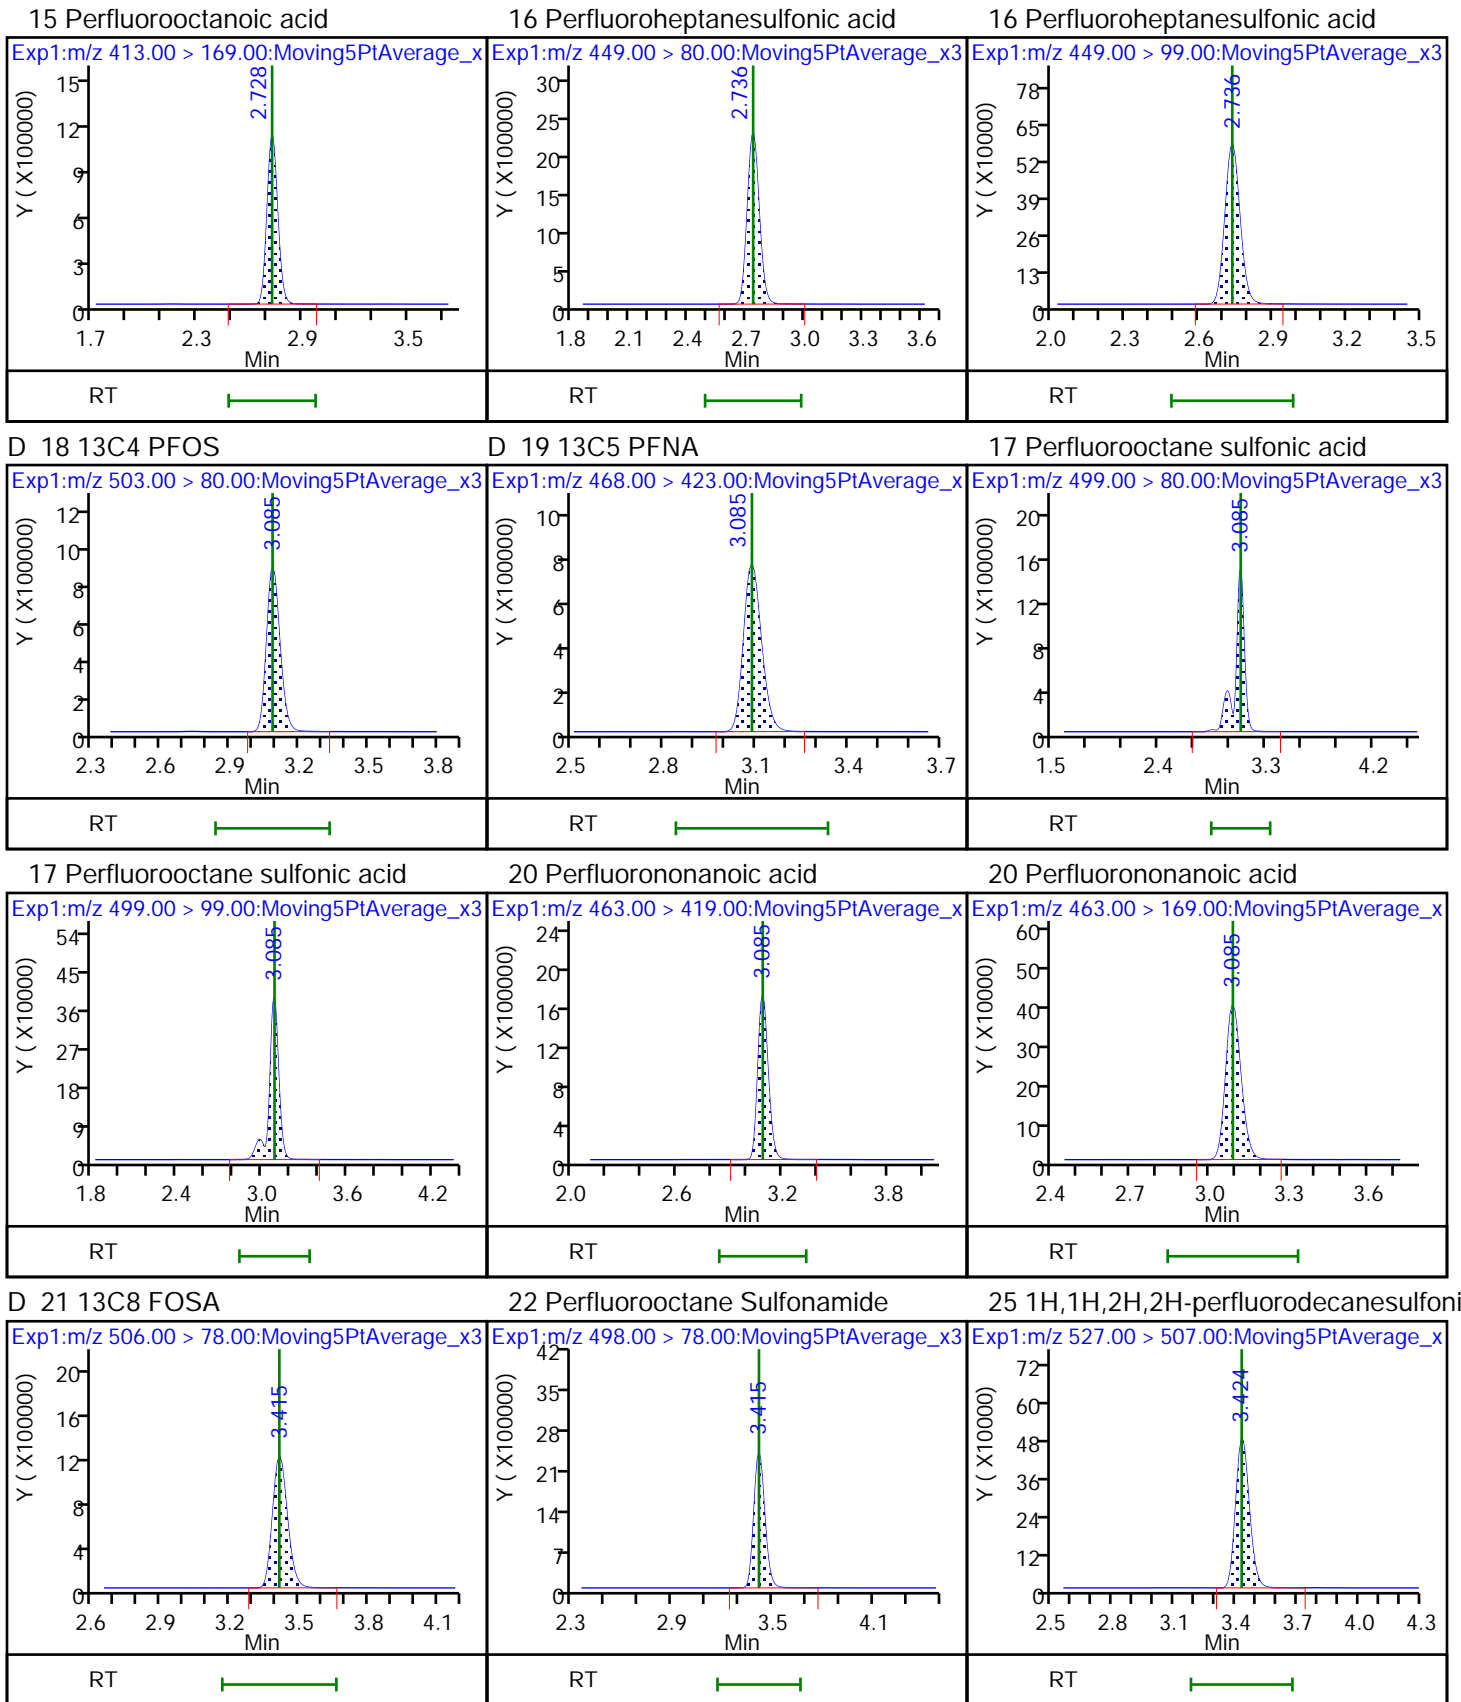 15 Perfluorooctanoic acid
Exp1:m/z 413.00 > 169.00:Moving5PtAverage_x
Y ( X100000)
15
12
9
6
3
0
2.728
1.7 2.3 2.9 3.5
Min
RT
16 Perfluoroheptanesulfonic acid
Exp1:m/z 449.00 > 80.00:Moving5PtAverage_x3
Y ( X100000)
30
25
20
15
10
5
0
2.736
1.8 2.1 2.4 2.7 3.0 3.3 3.6
Min
RT
16 Perfluoroheptanesulfonic acid
Exp1:m/z 449.00 > 99.00:Moving5PtAverage_x3
Y ( X10000)
78
65
52
39
26
13
0
2.736
2.0 2.3 2.6 2.9 3.2 3.5
Min
RT
D 18 13C4 PFOS
Exp1:m/z 503.00 > 80.00:Moving5PtAverage_x3
Y ( X100000)
12
10
8
6
4
2
0
3.085
2.3 2.6 2.9 3.2 3.5 3.8
Min
RT
D 19 13C5 PFNA
Exp1:m/z 468.00 > 423.00:Moving5PtAverage_x
Y ( X100000)
10
8
6
4
2
0
3.085
2.5 2.8 3.1 3.4 3.7
Min
RT
17 Perfluorooctane sulfonic acid
Exp1:m/z 499.00 > 80.00:Moving5PtAverage_x3
Y ( X100000)
20
16
12
8
4
0
3.085
1.5 2.4 3.3 4.2
Min
RT
17 Perfluorooctane sulfonic acid
Exp1:m/z 499.00 > 99.00:Moving5PtAverage_x3
Y ( X10000)
54
45
36
27
18
9
0
3.085
1.8 2.4 3.0 3.6 4.2
Min
RT
20 Perfluorononanoic acid
Exp1:m/z 463.00 > 419.00:Moving5PtAverage_x
Y ( X100000)
24
20
16
12
8
4
0
3.085
2.0 2.6 3.2 3.8
Min
RT
20 Perfluorononanoic acid
Exp1:m/z 463.00 > 169.00:Moving5PtAverage_x
Y ( X10000)
60
50
40
30
20
10
0
3.085
2.4 2.7 3.0 3.3 3.6
Min
RT
D 21 13C8 FOSA
Exp1:m/z 506.00 > 78.00:Moving5PtAverage_x3
Y ( X100000)
20
16
12
8
4
0
3.415
2.6 2.9 3.2 3.5 3.8 4.1
Min
RT
22 Perfluorooctane Sulfonamide
Exp1:m/z 498.00 > 78.00:Moving5PtAverage_x3
Y ( X100000)
42
35
28
21
14
7
0
3.415
2.3 2.9 3.5 4.1
Min
RT
25 1H,1H,2H,2H-perfluorodecanesulfoni
Exp1:m/z 527.00 > 507.00:Moving5PtAverage_x
Y ( X10000)
72
60
48
36
24
12
0
3.424
2.5 2.8 3.1 3.4 3.7 4.0 4.3
Min
RT